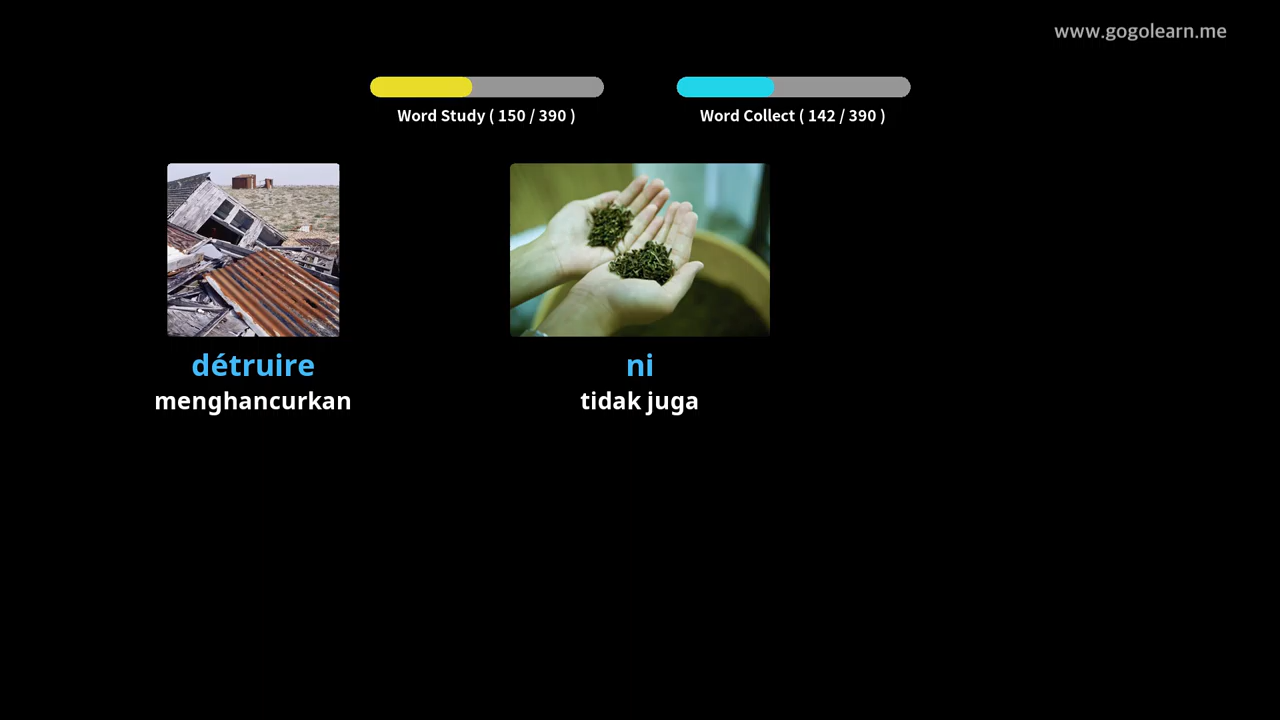 www.gogolearn.me
Word Study ( 150 / 390 )
Word Collect ( 142 / 390 )
détruire
menghancurkan
ni
tidak juga